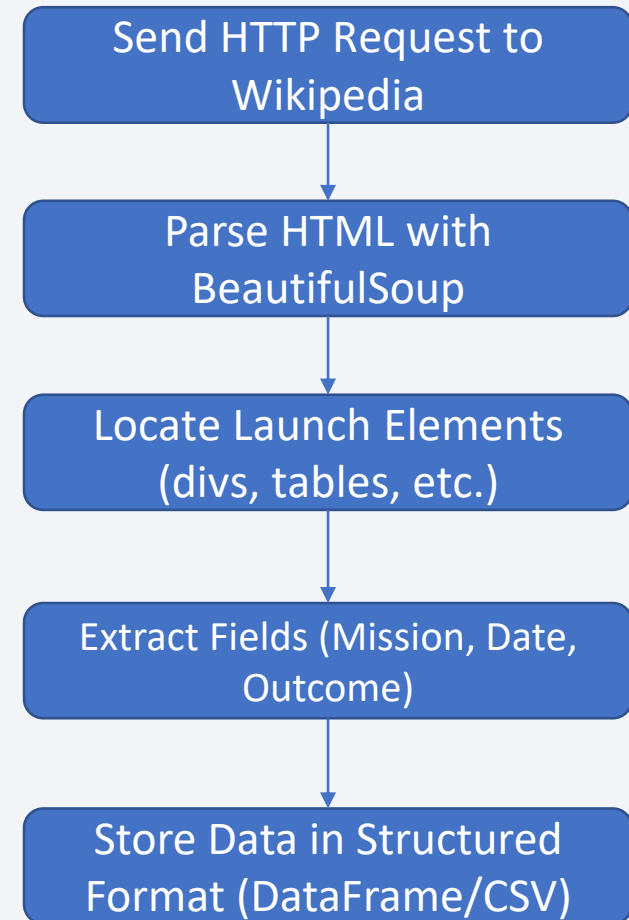 Send HTTP Request to
Wikipedia
Parse HTML with
BeautifulSoup
Locate Launch Elements
(divs, tables, etc.)
Extract Fields (Mission, Date,
Outcome)
Store Data in Structured
Format (DataFrame/CSV)